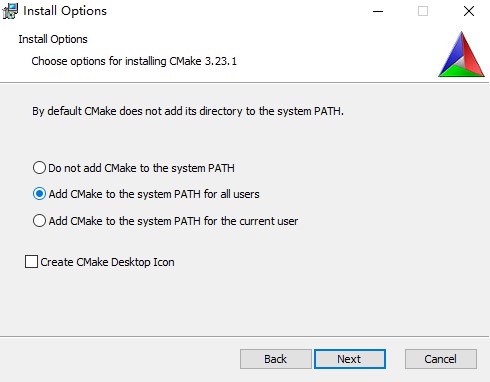 Install Options
Install Options
Choose options for installing CMake 3.23.1
By default CMake does not add its directory to the system PATH.
Do not add CMake to the system PATH
Add CMake to the system PATH for all users
Add CMake to the system PATH for the current user
Create CMake Desktop Icon
Back Next Cancel